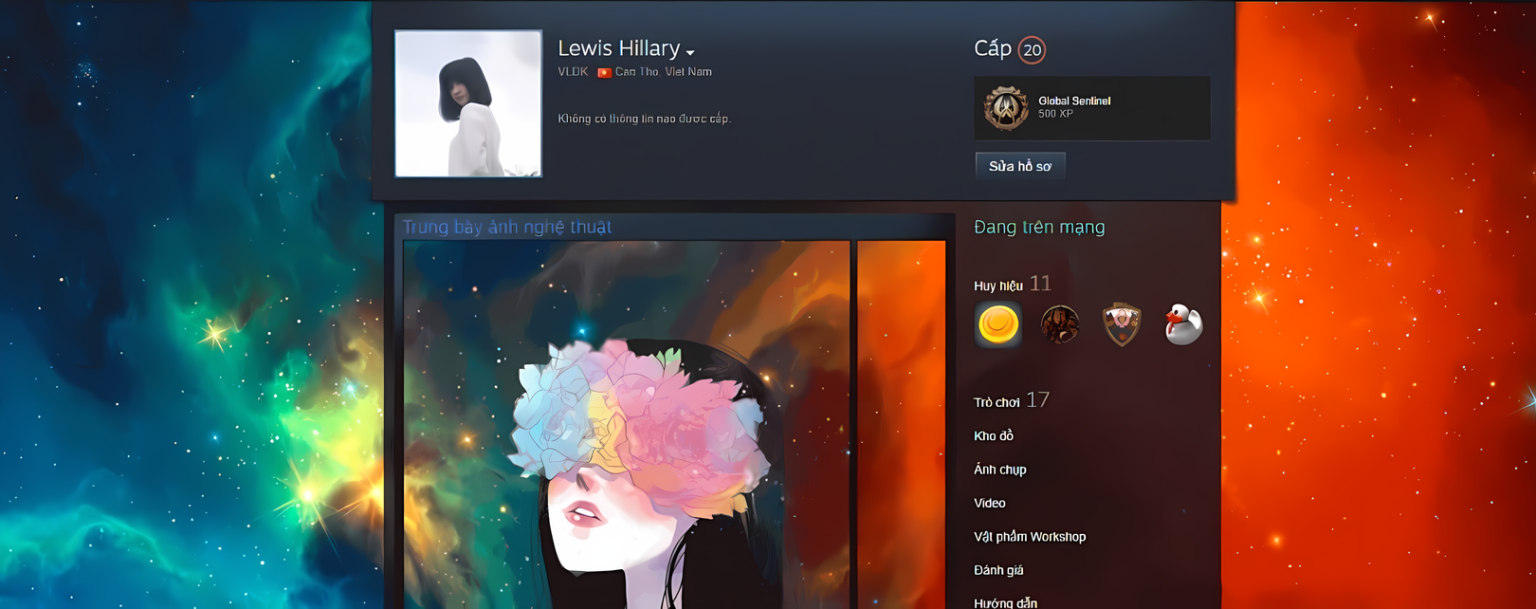 Lewis Hillary
VLDK Can Tho, Viet Nam
Không có thông tin nào được cấp.
Cấp 20
Global Sentinel
500 XP
Sửa hồ sơ
Trưng bày ảnh nghệ thuật
Đang trên mạng
Huy hiệu 11
Trò chơi 17
Kho đồ
Ảnh chụp
Video
Vật phẩm Workshop
Đánh giá
Hướng dẫn